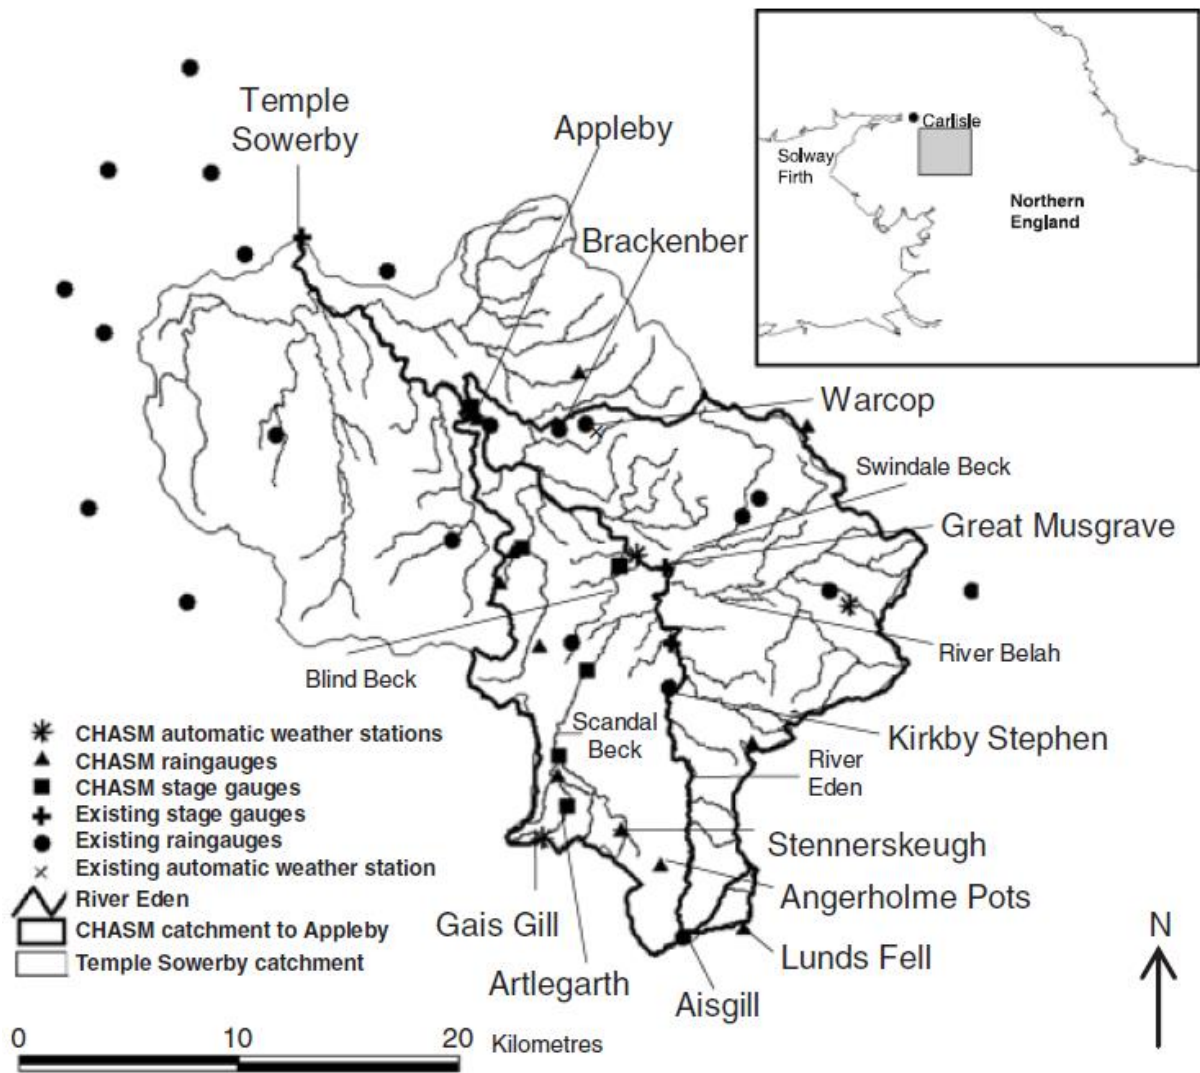 Temple
Sowerby
Appleby
Brackenber
Carlisle
Solway
Firth
Northern
England
Warcop
Swindale Beck
Great Musgrave
River Belah
Blind Beck
Scandal
Beck
Kirkby Stephen
River
Eden
Stennerskeugh
Angerholme Pots
Gais Gill
Lunds Fell
Artlegarth
Aisgill
CHASM automatic weather stations
CHASM raingauges
CHASM stage gauges
Existing stage gauges
Existing raingauges
Existing automatic weather station
River Eden
CHASM catchment to Appleby
Temple Sowerby catchment
N
0 10 20 Kilometres